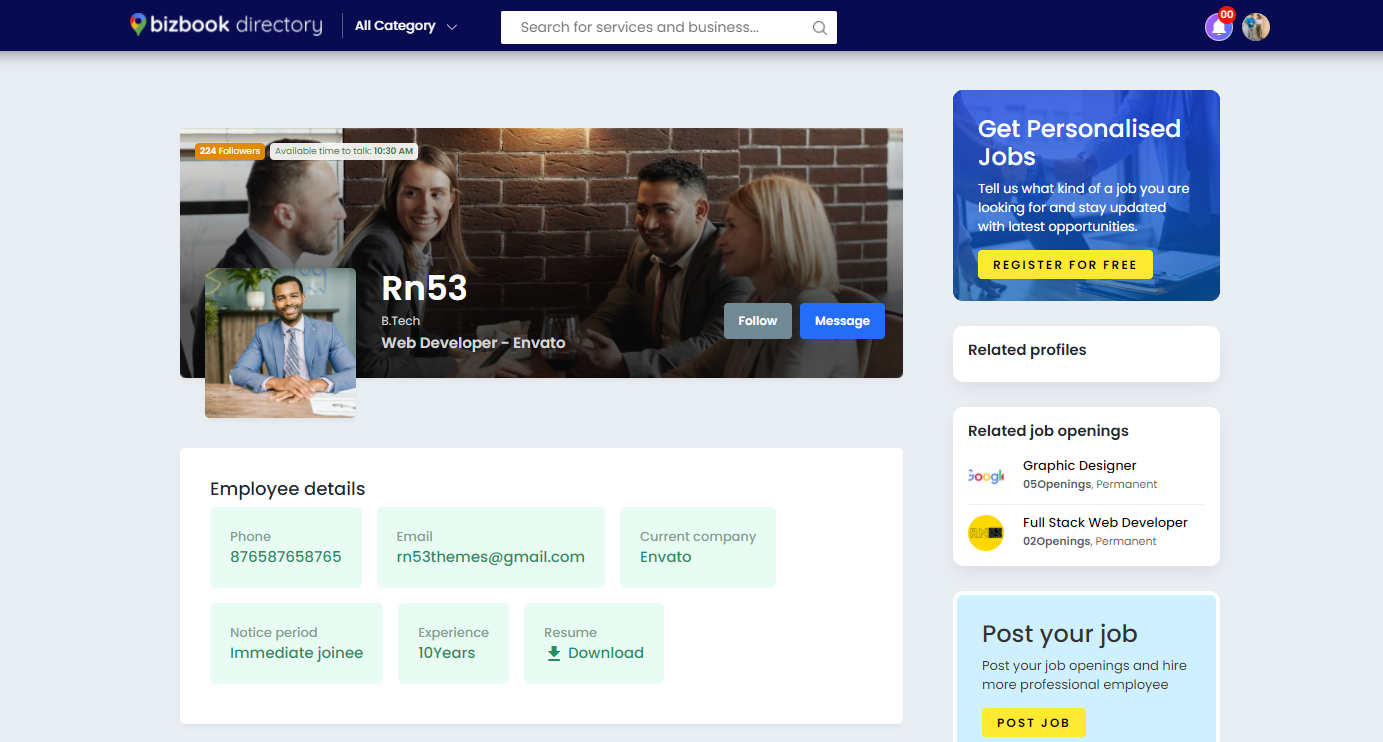 bizbook directory
All Category
Search for services and business...
00
224 Followers
Available time to talk: 10:30 AM
Rn53
B.Tech
Web Developer - Envato
Follow
Message
Employee details
Phone
876587658765
Email
rn53themes@gmail.com
Current company
Envato
Notice period
Immediate joinee
Experience
10Years
Resume
Download
Get Personalised
Jobs
Tell us what kind of a job you are
looking for and stay updated
with latest opportunities.
REGISTER FOR FREE
Related profiles
Related job openings
Google
Graphic Designer
05Openings, Permanent
RN53
Full Stack Web Developer
02Openings, Permanent
Post your job
Post your job openings and hire
more professional employee
POST JOB